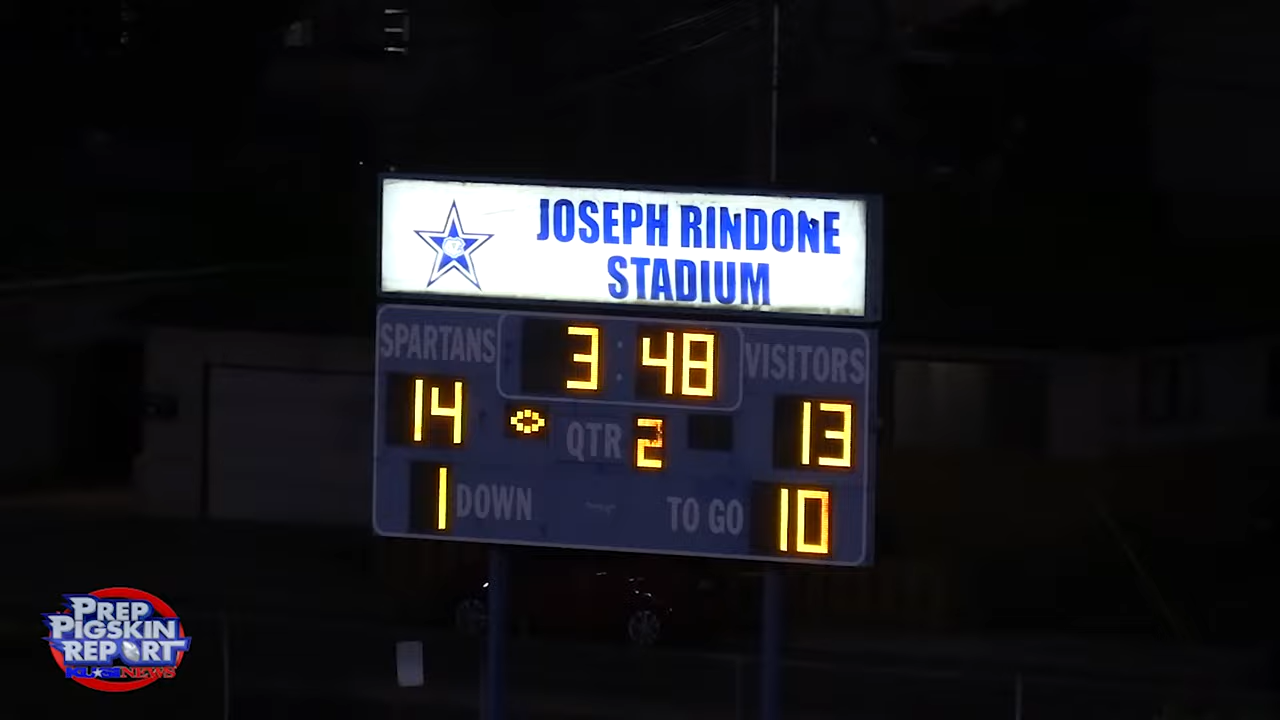 JOSEPH RINDONE
STADIUM
SPARTANS
3:48
VISITORS
14
QTR 2
13
1 DOWN
TO GO 10
PREP
PIGSKIN
REPORT
NEWS